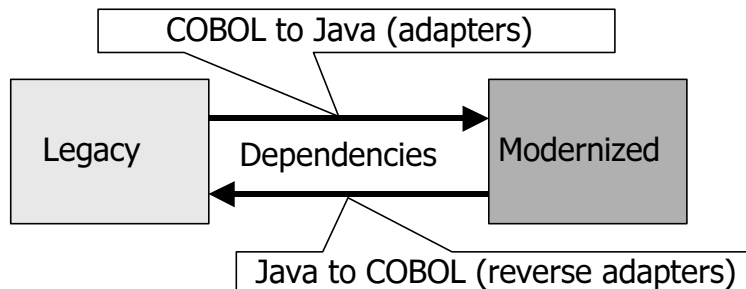 COBOL to Java (adapters)
Legacy
Dependencies
Modernized
Java to COBOL (reverse adapters)